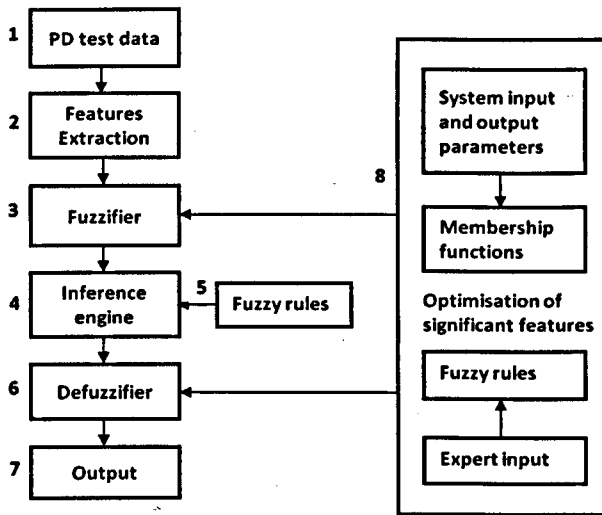 1
PD test data
2
Features
Extraction
3
Fuzzifier
4
Inference
engine
5
Fuzzy rules
6
Defuzzifier
7
Output
8
System input
and output
parameters
Membership
functions
Optimisation of
significant features
Fuzzy rules
Expert input